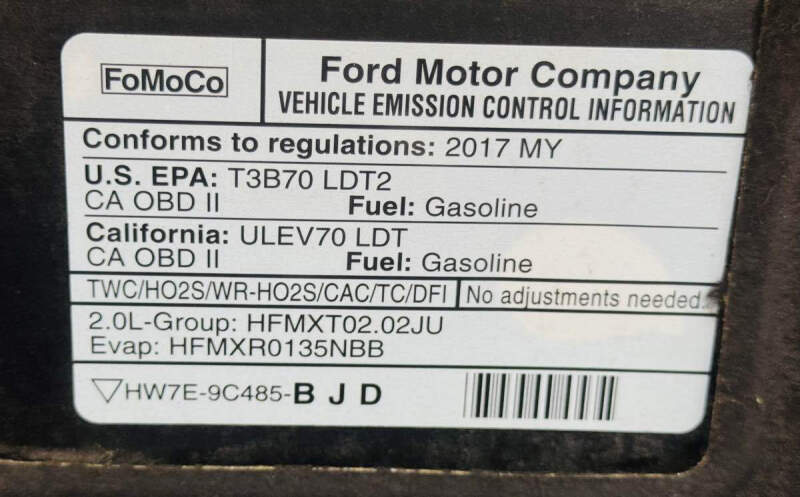 FoMoCo
Ford Motor Company
VEHICLE EMISSION CONTROL INFORMATION
Conforms to regulations: 2017 MY
U.S. EPA: T3B70 LDT2
CA OBD II Fuel: Gasoline
California: ULEV70 LDT
CA OBD II Fuel: Gasoline
TWC/HO2S/WR-HO2S/CAC/TC/DFI No adjustments needed.
2.0L-Group: HFMXT02.02JU
Evap: HFMXR0135NBB
▽HW7E-9C485-B J D